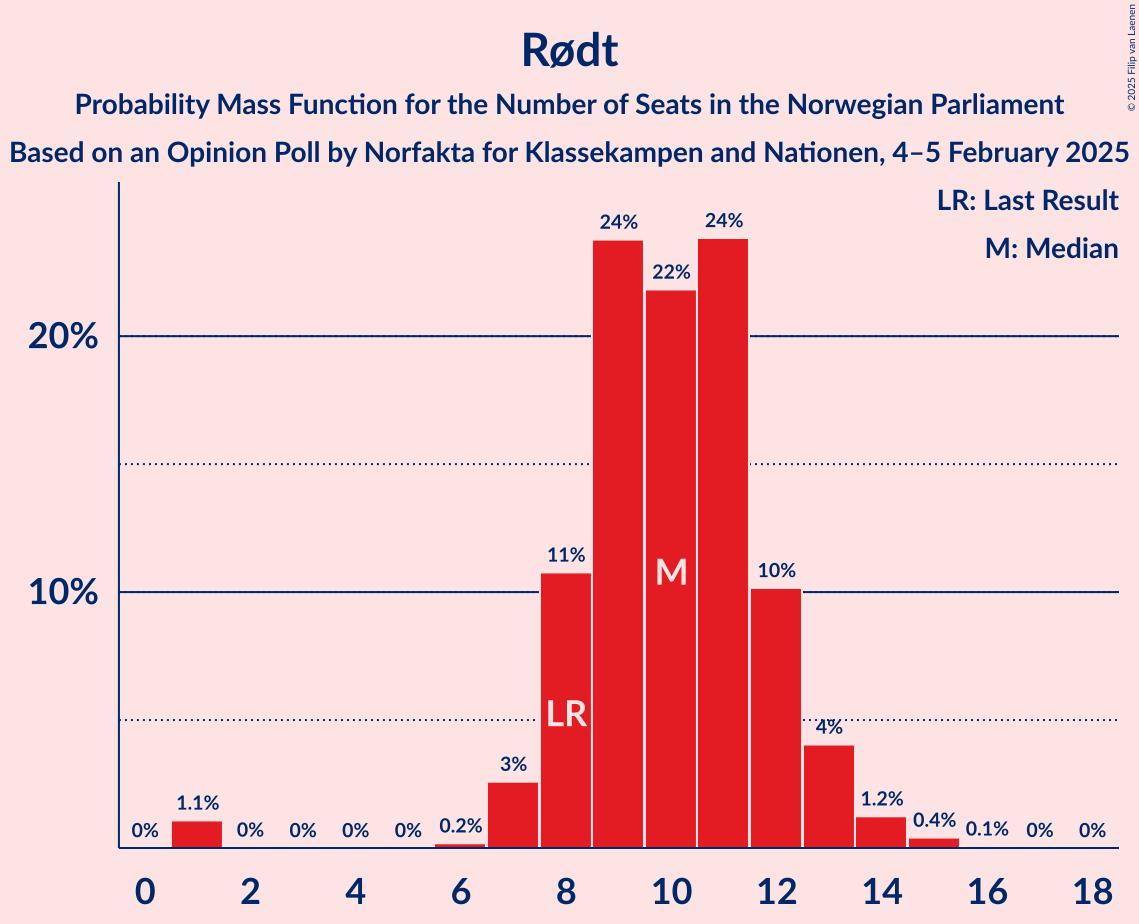 Rødt
Probability Mass Function for the Number of Seats in the Norwegian Parliament
Based on an Opinion Poll by Norfakta for Klassekampen and Nationen, 4–5 February 2025
© 2025 Filip van Laenen
LR: Last Result
M: Median
24% 24%
22%
20%
11% 10%
M
10%
LR
4%
3%
1.1% 1.2%
0% 0% 0% 0% 0% 0.2% 0.4% 0.1% 0% 0%
0 2 4 6 8 10 12 14 16 18